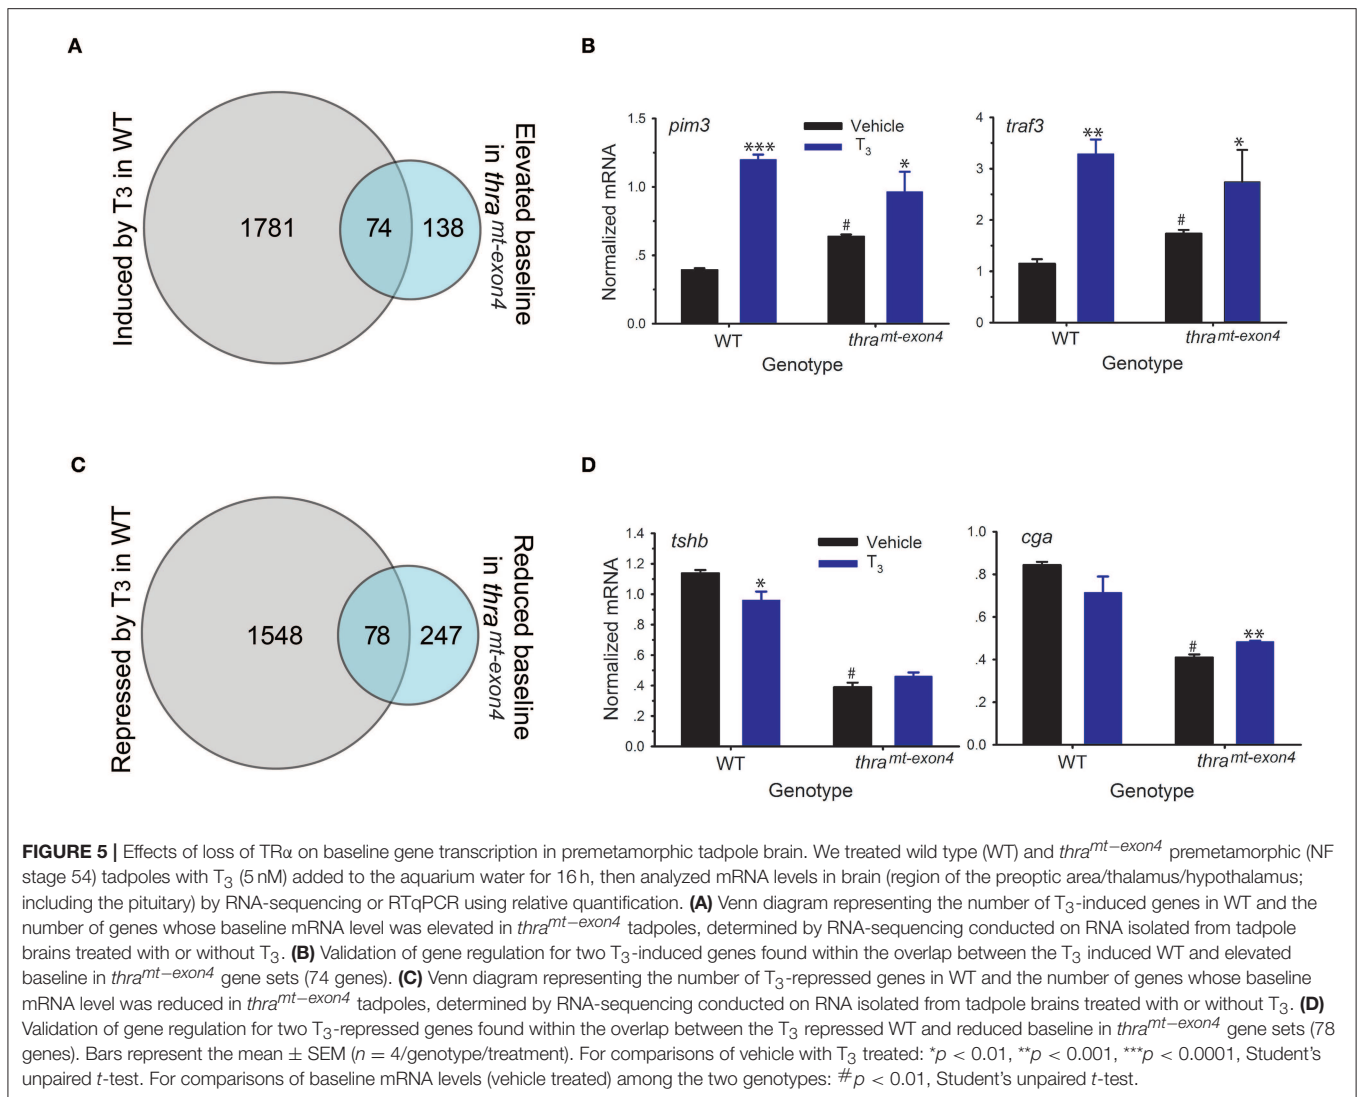 A
Induced by T3 in WT
1781
74
138
Elevated baseline
in thra mt-exon4
B
pim3
Vehicle
T3
Normalized mRNA
1.5
1.0
.5
0.0
***
#
*
WT
thra mt-exon4
Genotype
traf3
4
3
2
1
0
**
#
*
WT
thra mt-exon4
Genotype
C
Repressed by T3 in WT
1548
78
247
Reduced baseline
in thra mt-exon4
D
tshb
Vehicle
T3
Normalized mRNA
1.4
1.2
1.0
.8
.6
.4
.2
0.0
*
#
WT
thra mt-exon4
Genotype
cga
1.0
.8
.6
.4
.2
0.0
#
**
WT
thra mt-exon4
Genotype
FIGURE 5 | Effects of loss of TRα on baseline gene transcription in premetamorphic tadpole brain. We treated wild type (WT) and thra mt−exon4 premetamorphic (NF
stage 54) tadpoles with T3 (5 nM) added to the aquarium water for 16 h, then analyzed mRNA levels in brain (region of the preoptic area/thalamus/hypothalamus;
including the pituitary) by RNA-sequencing or RTqPCR using relative quantification. (A) Venn diagram representing the number of T3-induced genes in WT and the
number of genes whose baseline mRNA level was elevated in thra mt−exon4 tadpoles, determined by RNA-sequencing conducted on RNA isolated from tadpole
brains treated with or without T3. (B) Validation of gene regulation for two T3-induced genes found within the overlap between the T3 induced WT and elevated
baseline in thra mt−exon4 gene sets (74 genes). (C) Venn diagram representing the number of T3-repressed genes in WT and the number of genes whose baseline
mRNA level was reduced in thra mt−exon4 tadpoles, determined by RNA-sequencing conducted on RNA isolated from tadpole brains treated with or without T3. (D)
Validation of gene regulation for two T3-repressed genes found within the overlap between the T3 repressed WT and reduced baseline in thra mt−exon4 gene sets (78
genes). Bars represent the mean ± SEM (n = 4/genotype/treatment). For comparisons of vehicle with T3 treated: *p < 0.01, **p < 0.001, ***p < 0.0001, Student's
unpaired t-test. For comparisons of baseline mRNA levels (vehicle treated) among the two genotypes: #p < 0.01, Student's unpaired t-test.